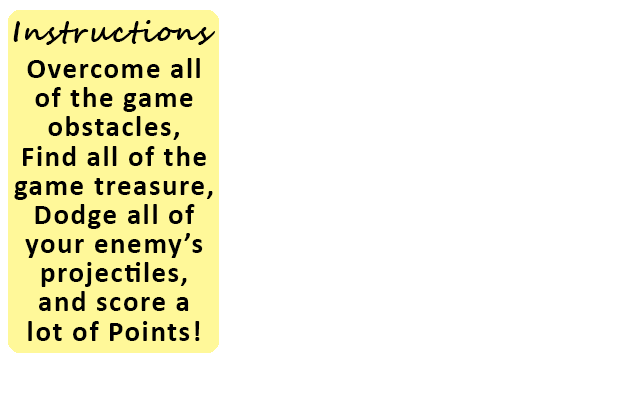 Instructions
Overcome all
of the game
obstacles,
Find all of the
game treasure,
Dodge all of
your enemy’s
projectiles,
and score a
lot of Points!